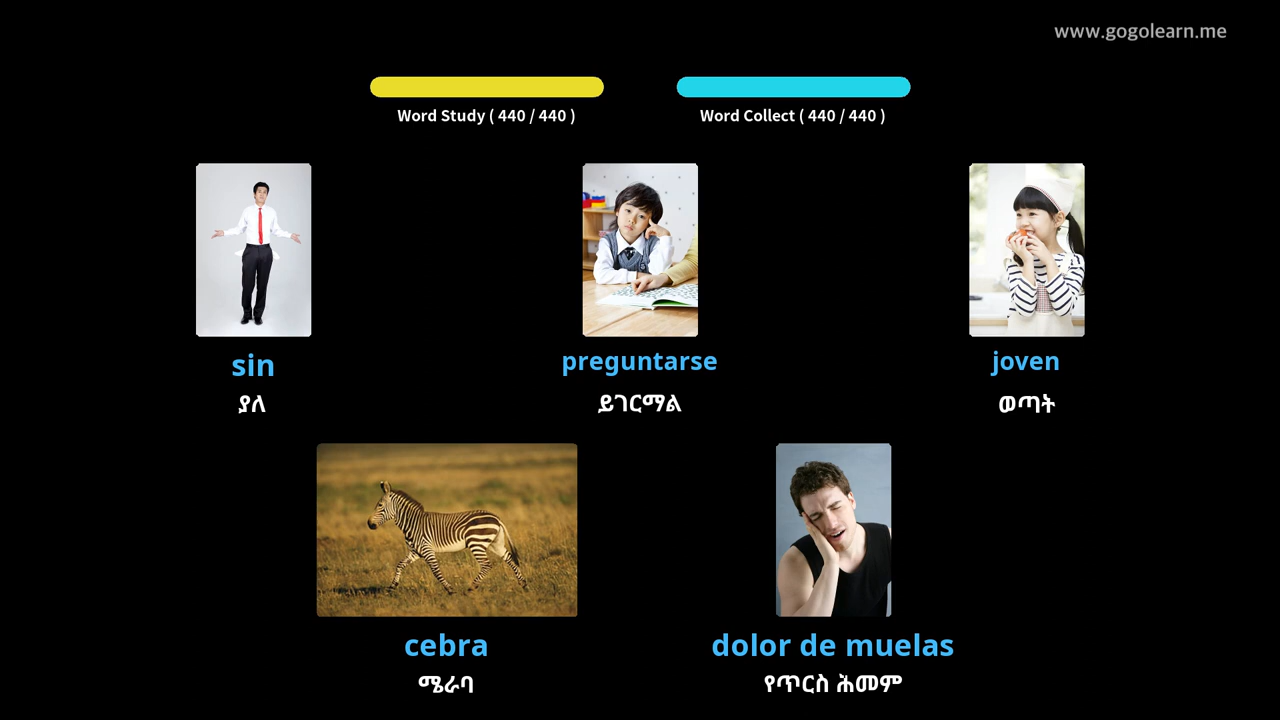 www.gogolearn.me
Word Study ( 440 / 440 )
Word Collect ( 440 / 440 )
sin
ያለ
preguntarse
ይገርማል
joven
ወጣት
cebra
ሜራባ
dolor de muelas
የጥርስ ሕመም